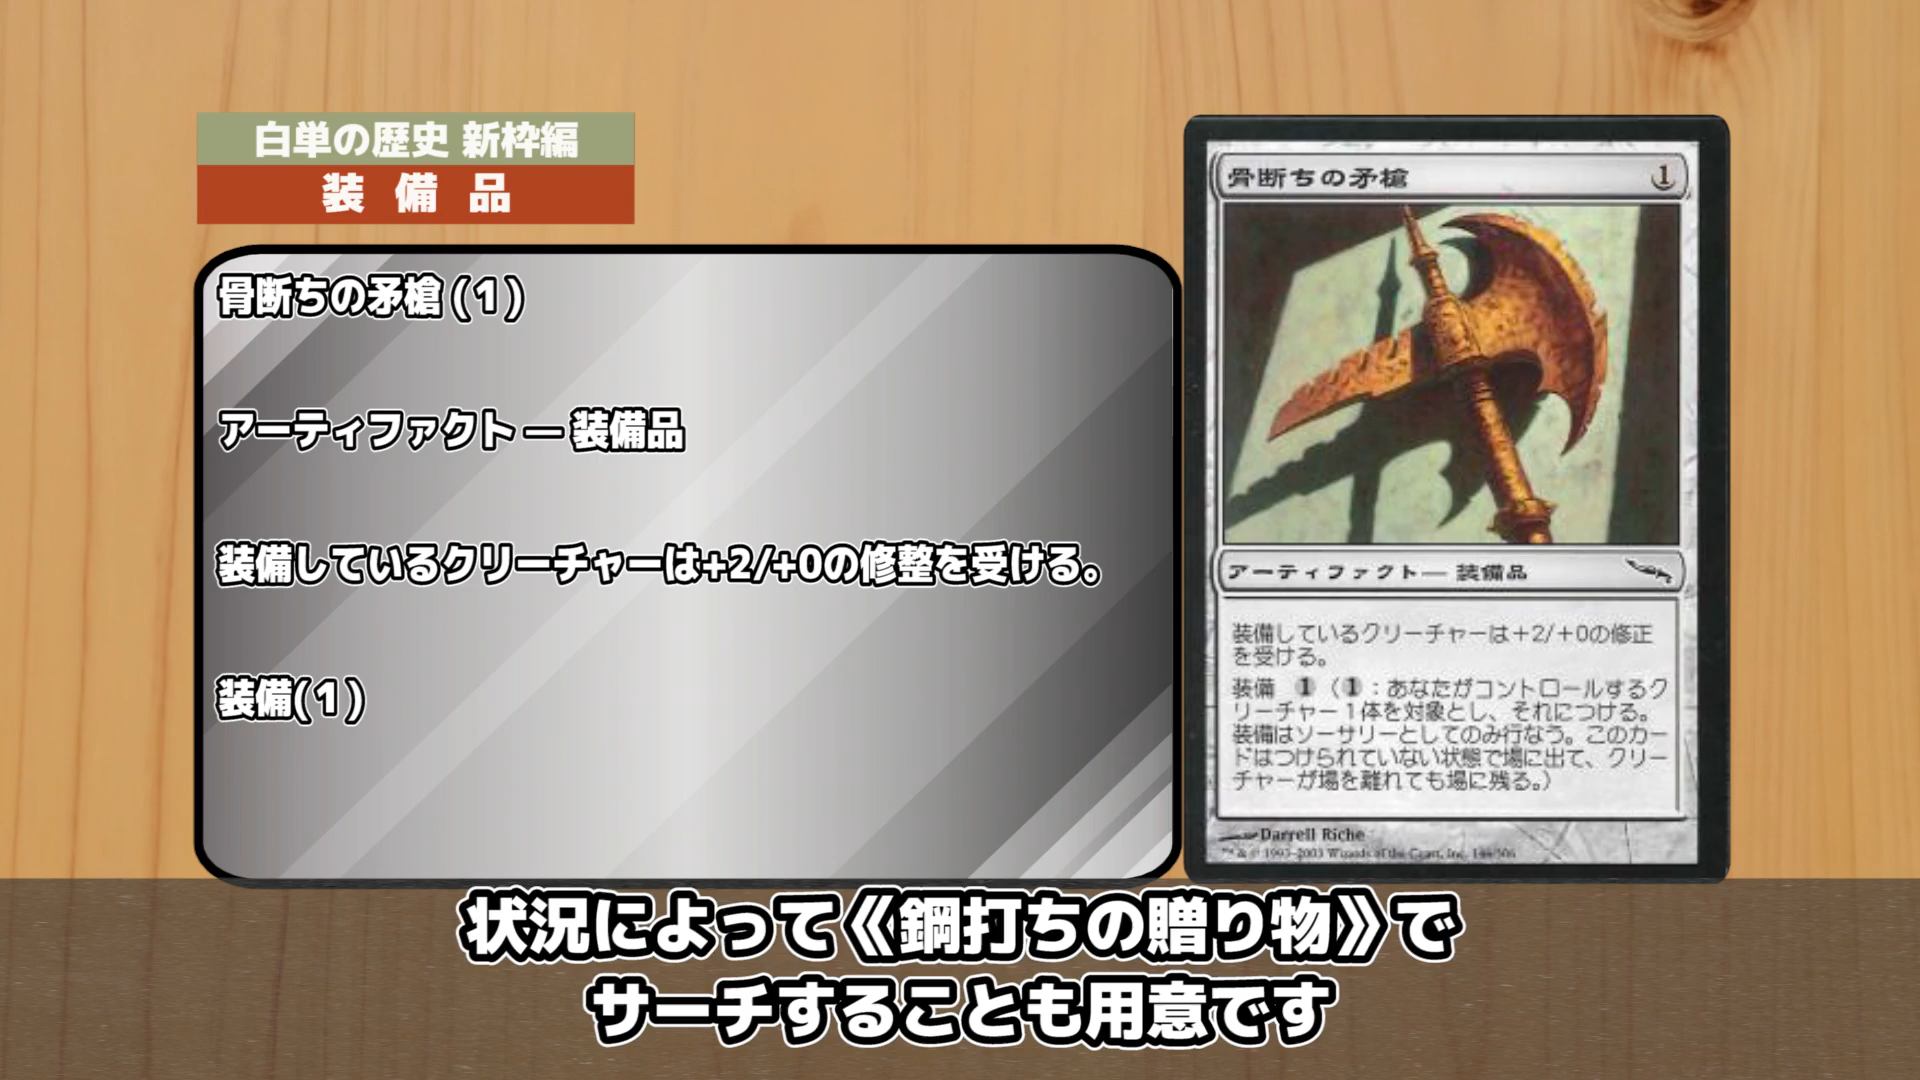 白単の歴史 新枠編
装備品
骨断ちの矛槍(1)
アーティファクト ― 装備品
装備しているクリーチャーは+2/+0の修整を受ける。
装備(1)
骨断ちの矛槍 1
アーティファクト― 装備品
装備しているクリーチャーは+2/+0の修正
を受ける。
装備 1 (1:あなたがコントロールするク
リーチャー1体を対象とし、それにつける。
装備はソーサリーとしてのみ行なう。このカー
ドはつけられていない状態で場に出て、クリー
チャーが場を離れても場に残る。)
Darrell Riche
™ & © 1993-2003 Wizards of the Coast, Inc.
状況によって《鋼打ちの贈り物》で
サーチすることも用意です